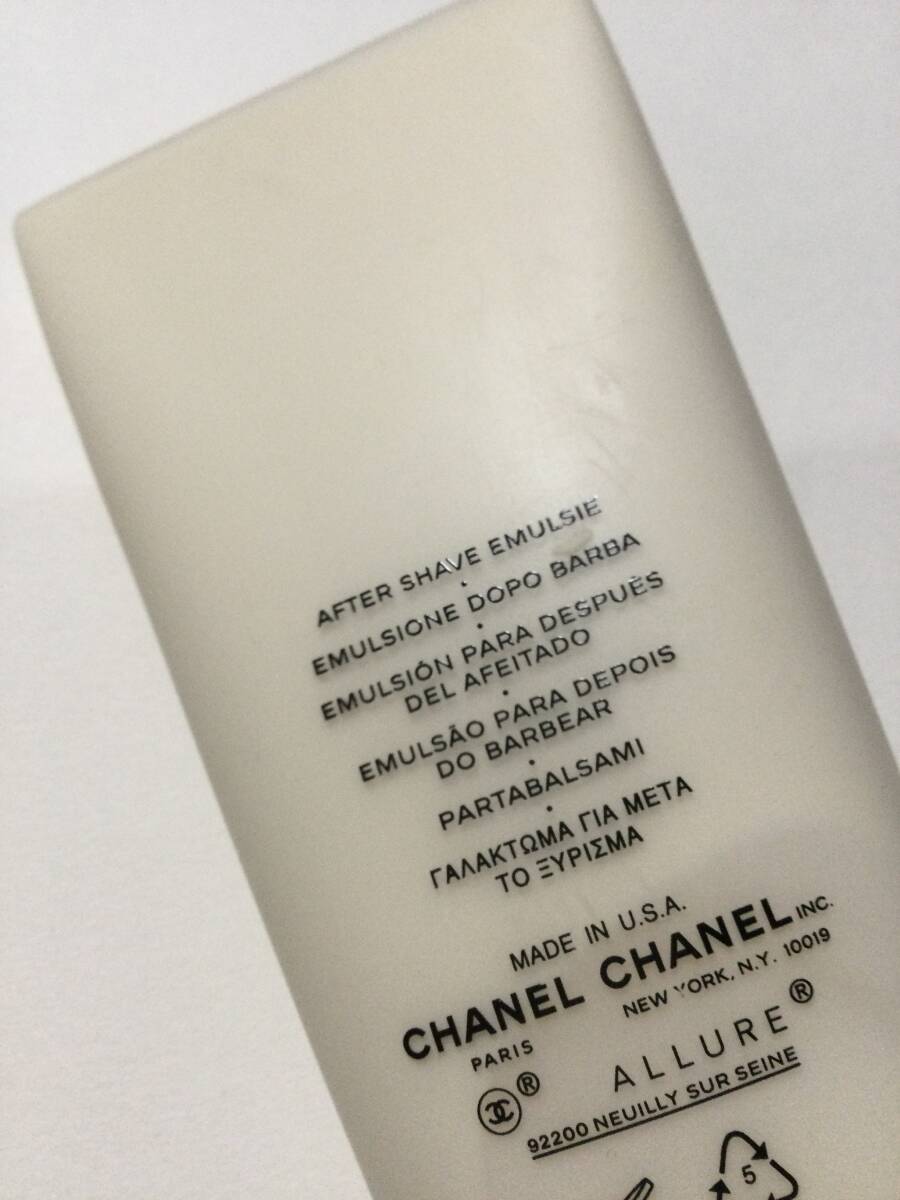 AFTER SHAVE EMULSIE
•
EMULSIONE DOPO BARBA
•
EMULSIÓN PARA DESPUÉS
DEL AFEITADO
•
EMULSÃO PARA DEPOIS
DO BARBEAR
•
PARTABALSAMI
•
ΓΑΛΑΚΤΩΜΑ ΓΙΑ ΜΕΤΑ
ΤΟ ΞΥΡΙΣΜΑ
MADE IN U.S.A.
CHANEL CHANEL INC.
PARIS NEW YORK, N.Y. 10019
® ALLURE®
92200 NEUILLY SUR SEINE
5